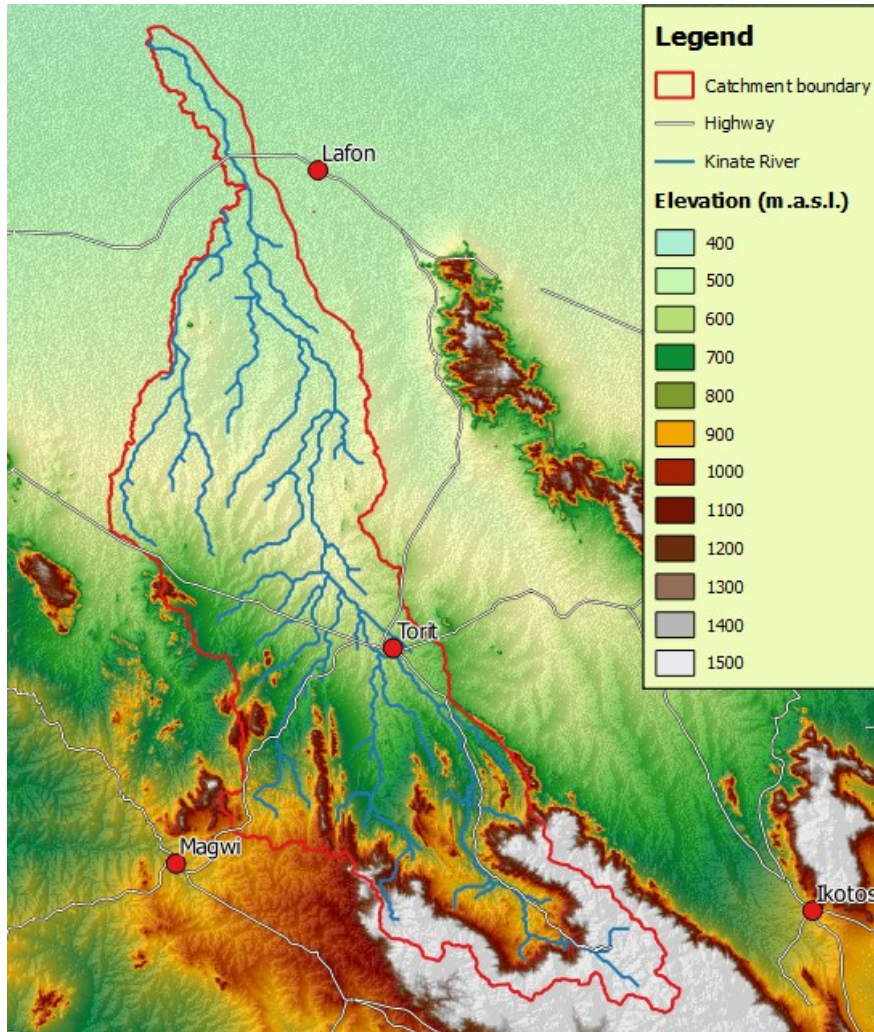 Legend
Catchment boundary
Highway
Kinate River
Elevation (m.a.s.l.)
400
500
600
700
800
900
1000
1100
1200
1300
1400
1500
Lafon
Torit
Magwi
Ikotos